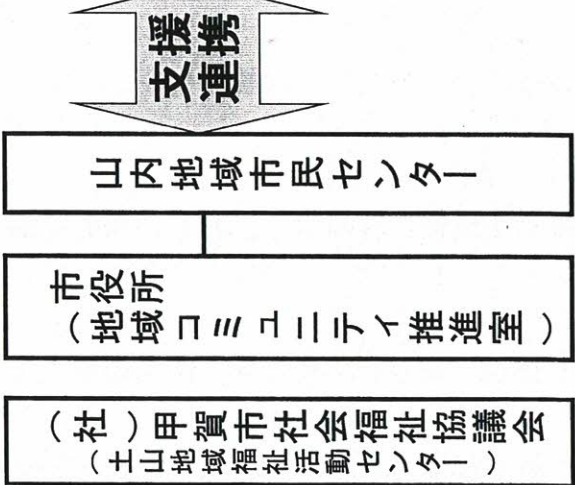 支援
連携
山内地域市民センター
市役所
（地域コミュニティ推進室）
（社）甲賀市社会福祉協議会
（土山地域福祉活動センター）